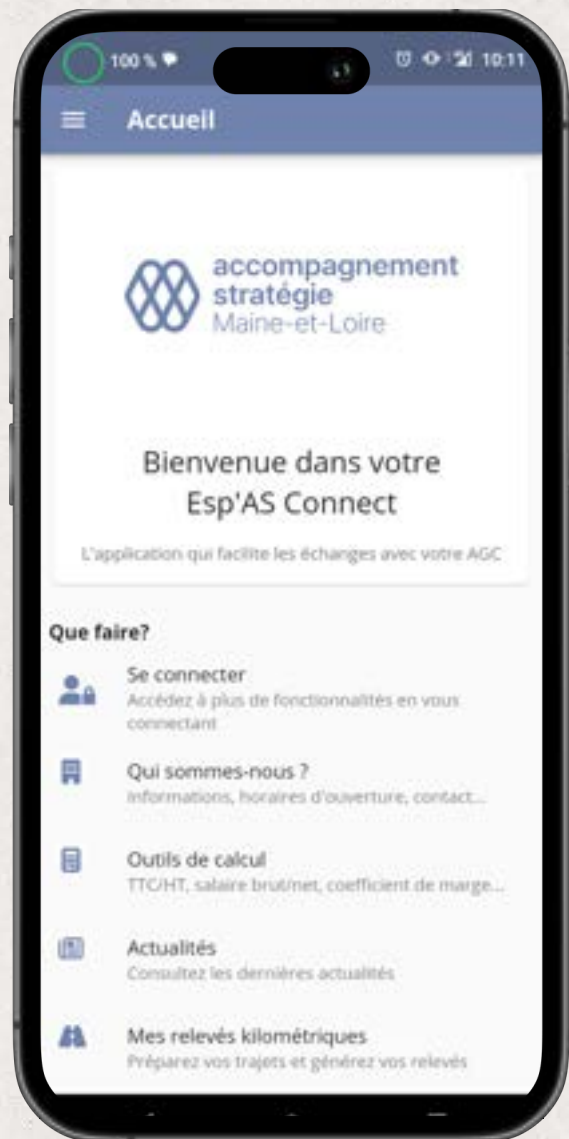 100 %
10:11
Accueil
accompagnement
stratégie
Maine-et-Loire
Bienvenue dans votre
Esp'AS Connect
L'application qui facilite les échanges avec votre AGC
Que faire?
Se connecter
Accédez à plus de fonctionnalités en vous
connectant
Qui sommes-nous ?
Informations, horaires d'ouverture, contact...
Outils de calcul
TTC/HT, salaire brut/net, coefficient de marge...
Actualités
Consultez les dernières actualités
Mes relevés kilométriques
Préparez vos trajets et générez vos relevés